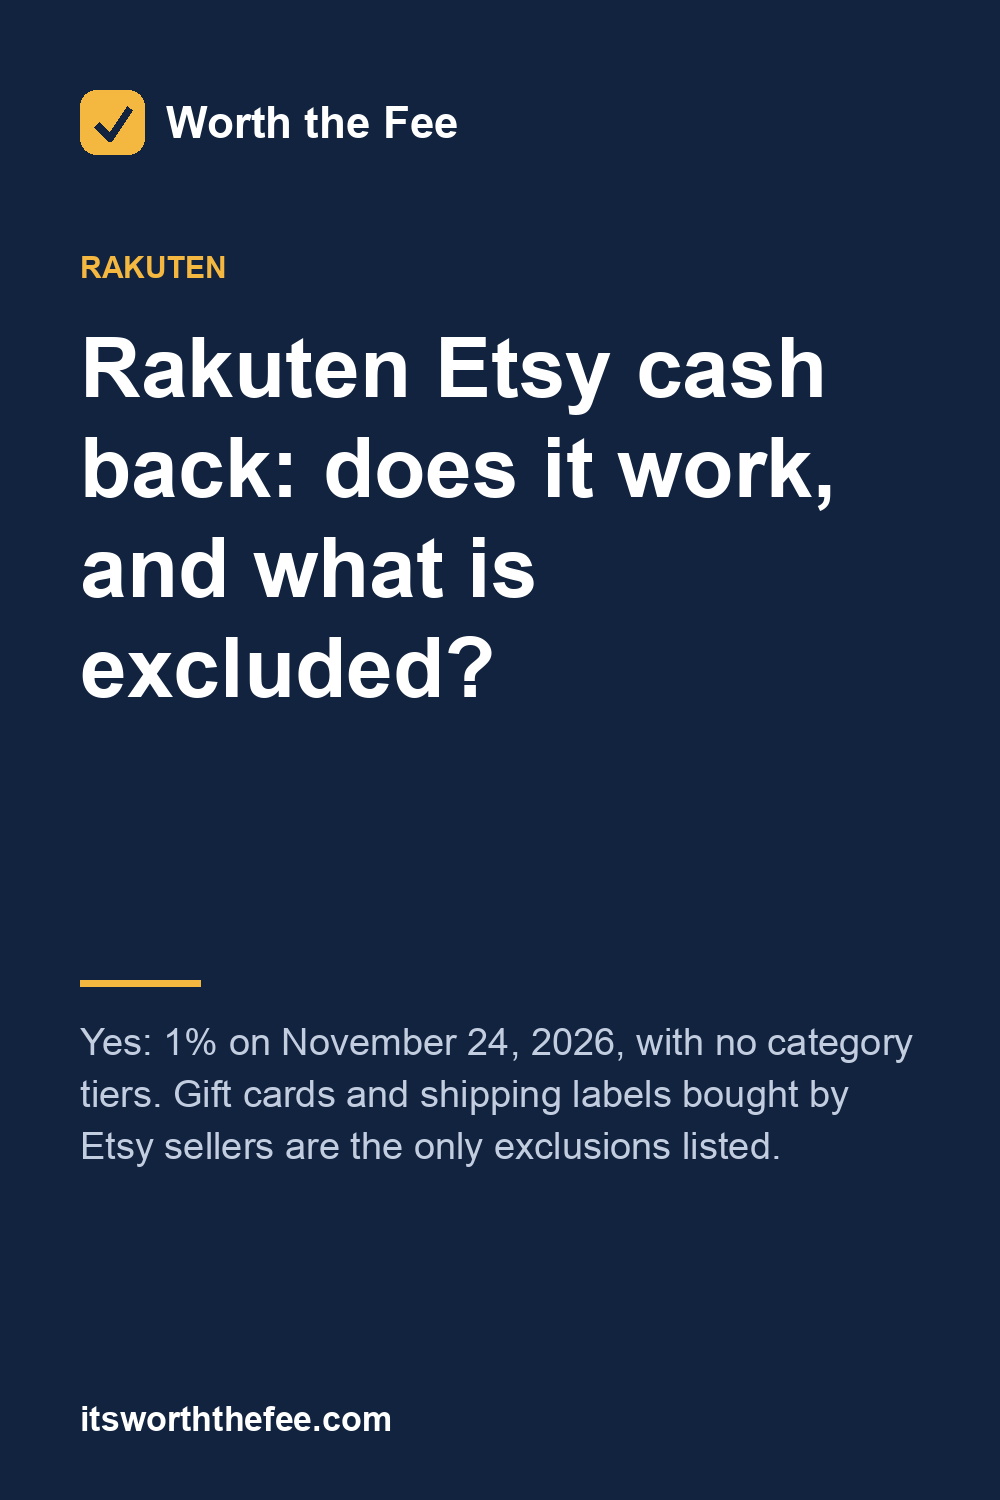 Worth the Fee
RAKUTEN
Rakuten Etsy cash
back: does it work,
and what is
excluded?
Yes: 1% on November 24, 2026, with no category
tiers. Gift cards and shipping labels bought by
Etsy sellers are the only exclusions listed.
itsworththefee.com